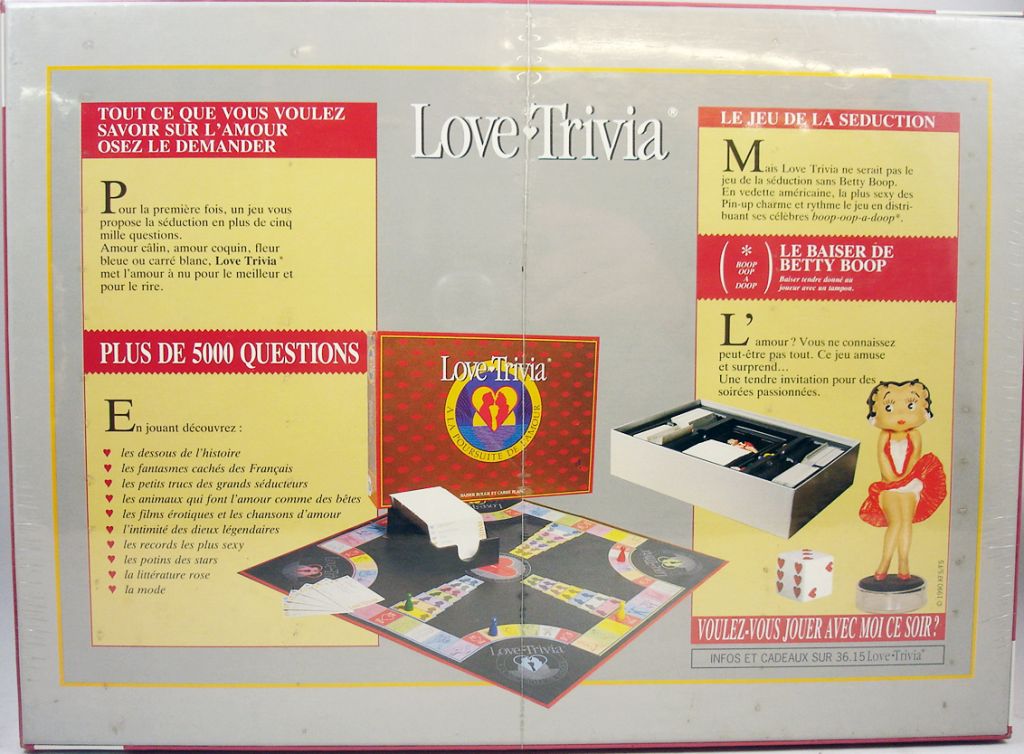 TOUT CE QUE VOUS VOULEZ
SAVOIR SUR L'AMOUR
OSEZ LE DEMANDER
Pour la première fois, un jeu vous
propose la séduction en plus de cinq
mille questions.
Amour câlin, amour coquin, fleur
bleue ou carré blanc, Love Trivia®
met l'amour à nu pour le meilleur et
pour le rire.
PLUS DE 5000 QUESTIONS
En jouant découvrez :
♥ les dessous de l'histoire
♥ les fantasmes cachés des Français
♥ les petits trucs des grands séducteurs
♥ les animaux qui font l'amour comme des bêtes
♥ les films érotiques et les chansons d'amour
♥ l'intimité des dieux légendaires
♥ les records les plus sexy
♥ les potins des stars
♥ la littérature rose
♥ la mode
Love•Trivia®
Love•Trivia®
A LA POURSUITE DE L'AMOUR
BAISER ROUGE ET CARRE BLANC
Love•Trivia
LE JEU DE LA SEDUCTION
Mais Love Trivia ne serait pas le
jeu de la séduction sans Betty Boop.
En vedette américaine, la plus sexy des
Pin-up charme et rythme le jeu en distri-
buant ses célèbres boop-oop-a-doop*.
(* BOOP
OOP
A
DOOP)
LE BAISER DE
BETTY BOOP
Baiser tendre donné au
joueur avec un tampon.
L'amour ? Vous ne connaissez
peut-être pas tout. Ce jeu amuse
et surprend...
Une tendre invitation pour des
soirées passionnées.
© 1990 KFS/FS
VOULEZ-VOUS JOUER AVEC MOI CE SOIR ?
INFOS ET CADEAUX SUR 36.15 Love•Trivia®